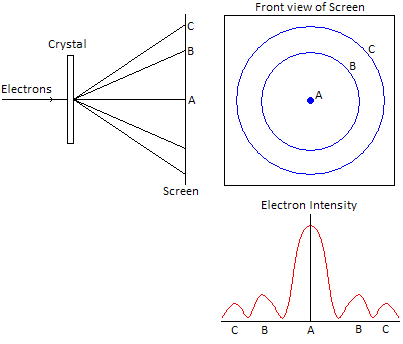 Front view of Screen
C
Crystal
B
C
B
Electrons
A
A
Screen
Electron Intensity
C B A B C